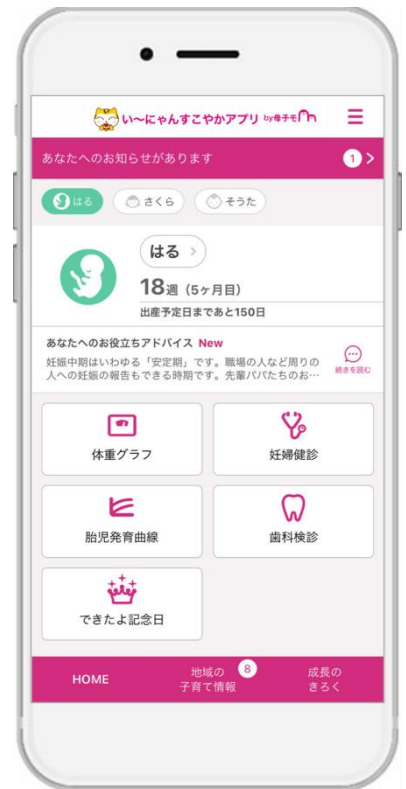 い～にゃんすこやかアプリ by母子モ
あなたへのお知らせがあります 1
はる さくら そうた
はる
18週（5ヶ月目）
出産予定日まであと150日
あなたへのお役立ちアドバイス New
妊娠中期はいわゆる「安定期」です。職場の人など周りの
人への妊娠の報告もできる時期です。先輩パパたちのお…
続きを読む
体重グラフ 妊婦健診
胎児発育曲線 歯科検診
できたよ記念日
HOME
地域の
子育て情報
8
成長の
きろく